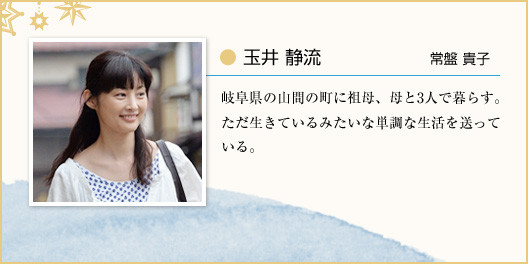 玉井 静流
常盤 貴子
岐阜県の山間の町に祖母、母と3人で暮らす。
ただ生きているみたいな単調な生活を送って
いる。